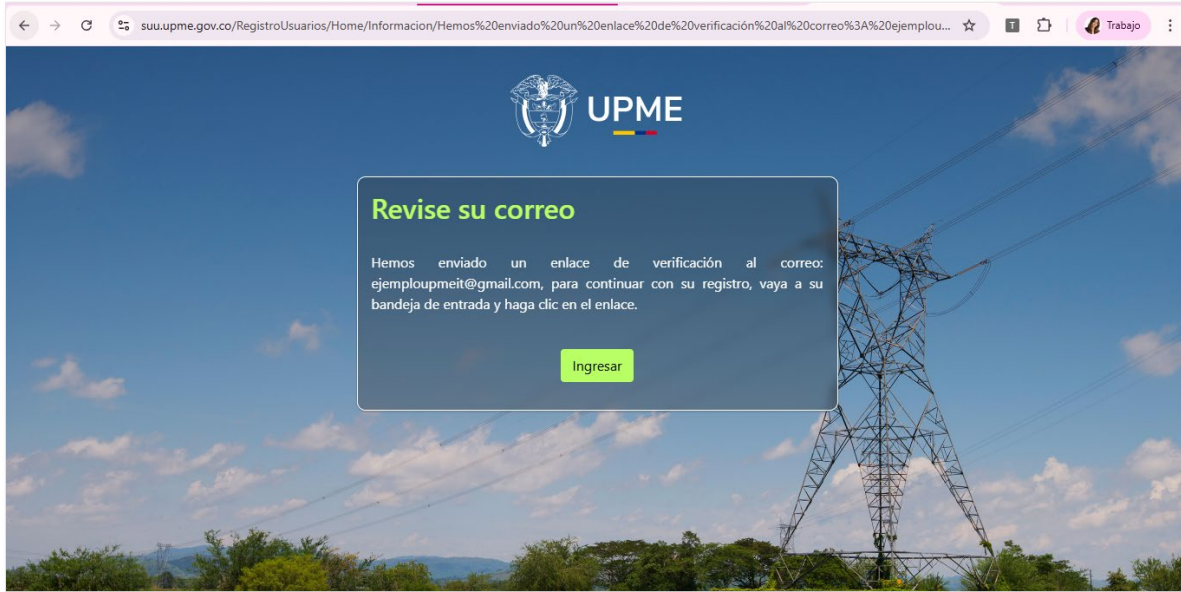 suu.upme.gov.co/RegistroUsuarios/Home/Informacion/Hemos%20enviado%20un%20enlace%20de%20verificación%20al%20correo%3A%20ejemplou...
T
Trabajo
UPME
Revise su correo
Hemos enviado un enlace de verificación al correo:
ejemploupmeit@gmail.com, para continuar con su registro, vaya a su
bandeja de entrada y haga clic en el enlace.
Ingresar